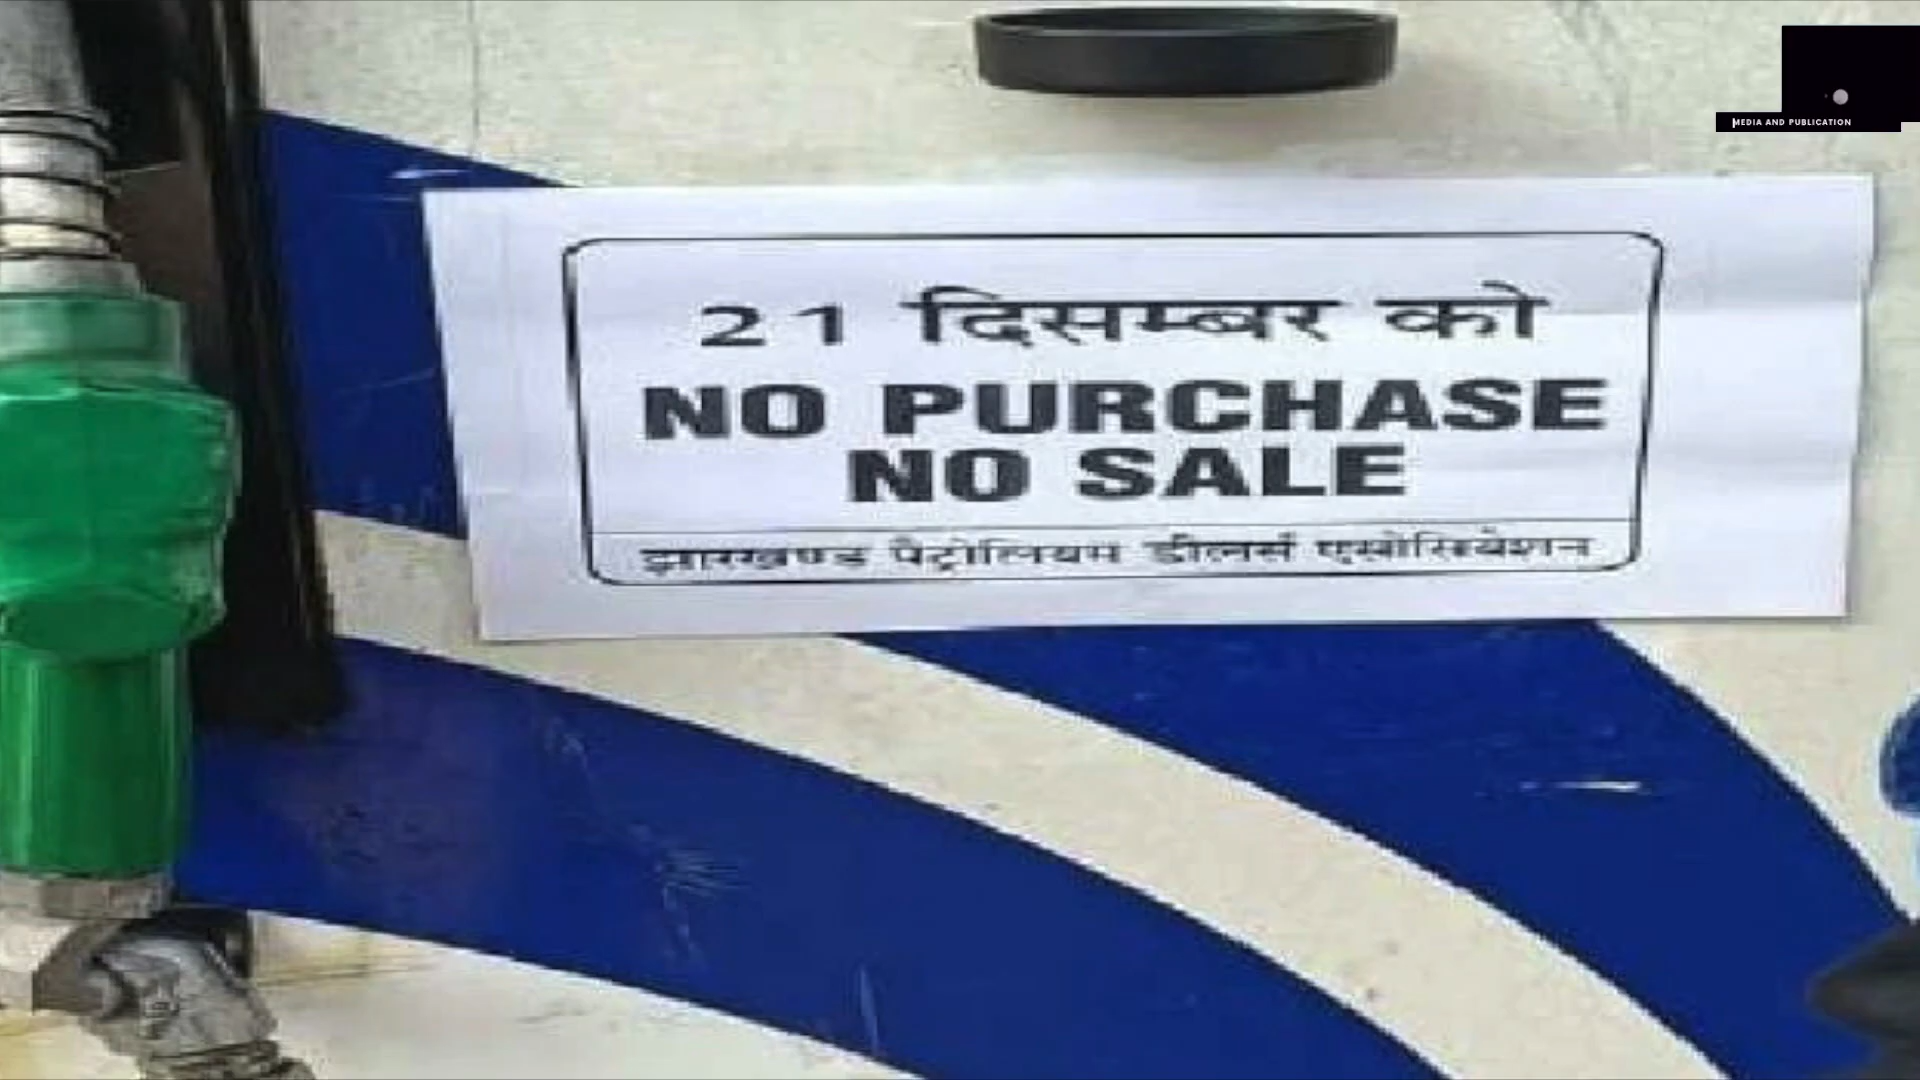 MEDIA AND PUBLICATION
21 दिसम्बर को
NO PURCHASE
NO SALE
झारखण्ड पेट्रोलियम डीलर्स एसोसियेशन